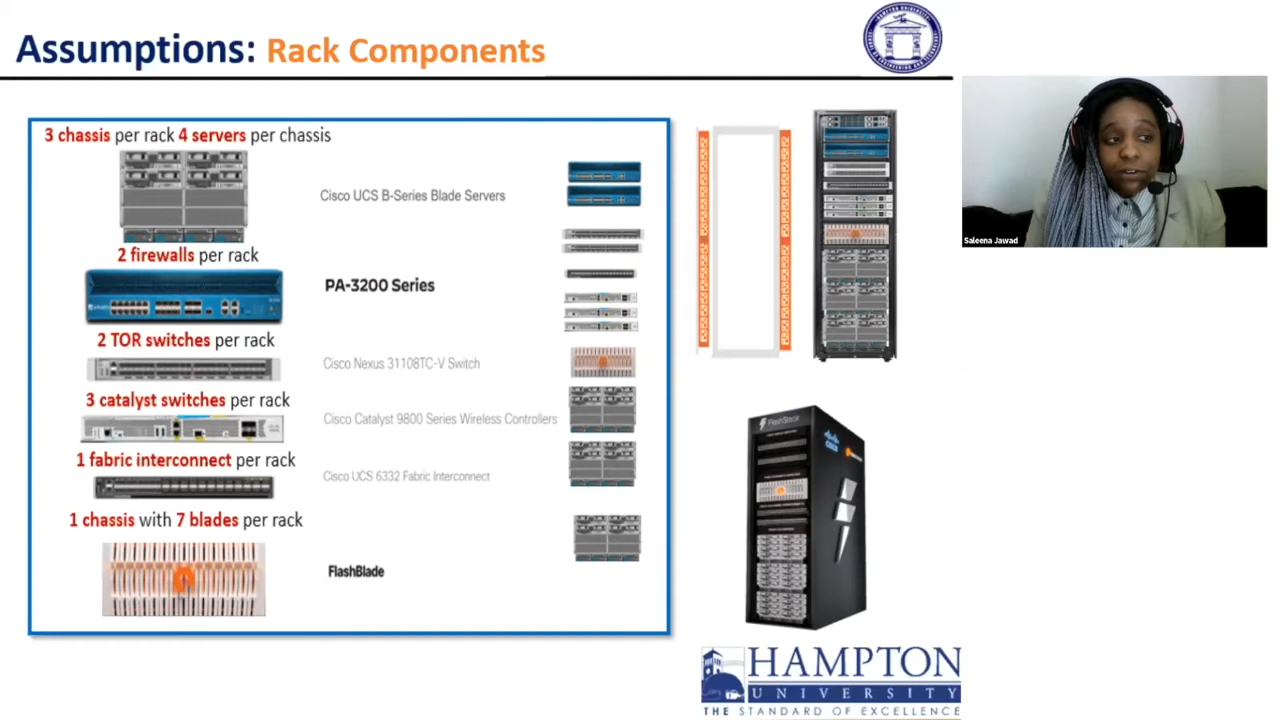 Assumptions: Rack Components
3 chassis per rack 4 servers per chassis
Cisco UCS B-Series Blade Servers
2 firewalls per rack
PA-3200 Series
2 TOR switches per rack
Cisco Nexus 31108TC-V Switch
3 catalyst switches per rack
Cisco Catalyst 9800 Series Wireless Controllers
1 fabric interconnect per rack
Cisco UCS 6332 Fabric Interconnect
1 chassis with 7 blades per rack
FlashBlade
Saleena Jawad
FlashStack
CISCO
HAMPTON
UNIVERSITY
THE STANDARD OF EXCELLENCE